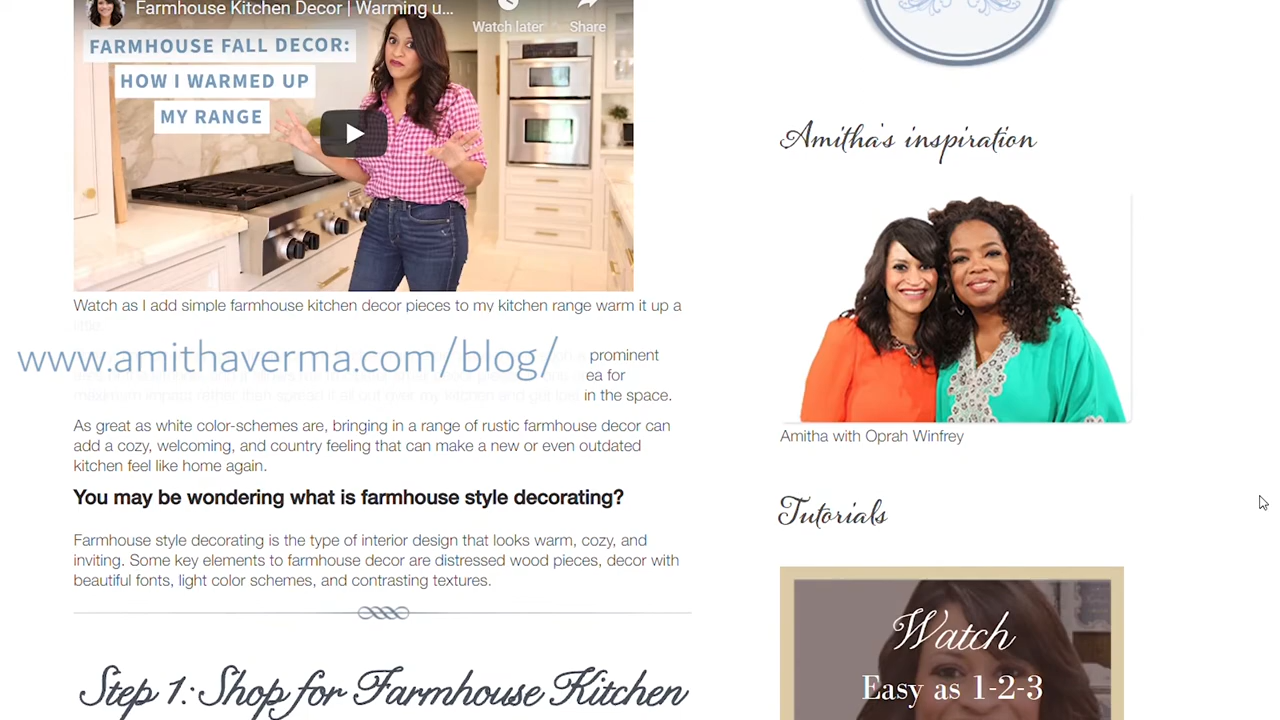 Farmhouse Kitchen Decor | Warming u...
Watch later
Share
FARMHOUSE FALL DECOR:
HOW I WARMED UP
MY RANGE
Watch as I add simple farmhouse kitchen decor pieces to my kitchen range warm it up a
www.amithaverma.com/blog/
prominent
ea for
in the space.
As great as white color-schemes are, bringing in a range of rustic farmhouse decor can
add a cozy, welcoming, and country feeling that can make a new or even outdated
kitchen feel like home again.
You may be wondering what is farmhouse style decorating?
Farmhouse style decorating is the type of interior design that looks warm, cozy, and
inviting. Some key elements to farmhouse decor are distressed wood pieces, decor with
beautiful fonts, light color schemes, and contrasting textures.
Step 1: Shop for Farmhouse Kitchen
Amitha's inspiration
Amitha with Oprah Winfrey
Tutorials
Watch
Easy as 1-2-3